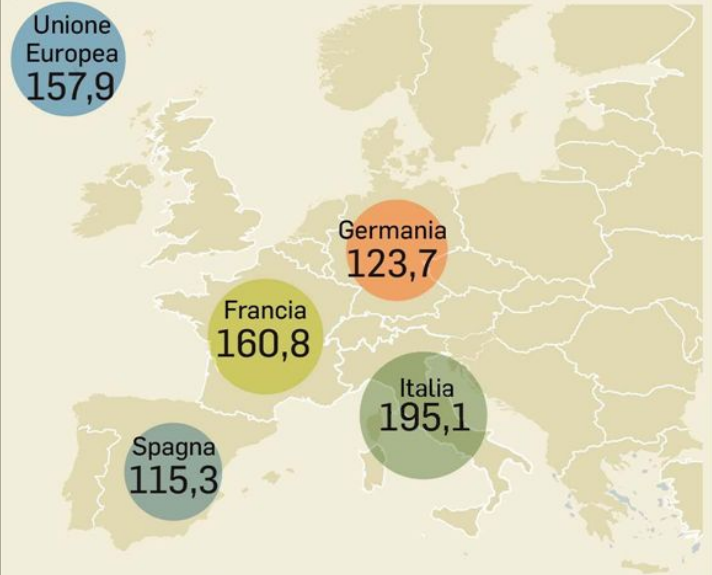 Unione
Europea
157,9
Germania
123,7
Francia
160,8
Italia
195,1
Spagna
115,3